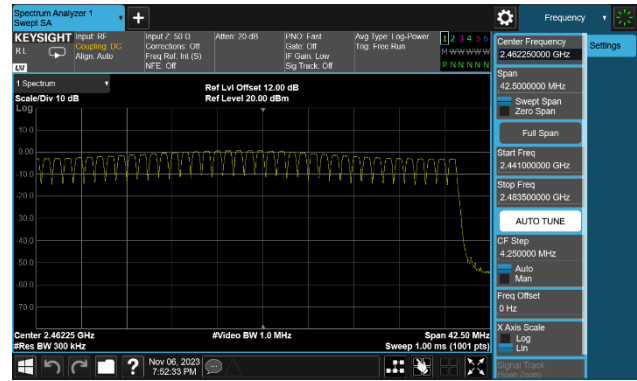 Spectrum Analyzer 1
Swept SA
Frequency
KEYSIGHT
RL
LXI
Input: RF
Coupling: DC
Align: Auto
Input Z: 50 Ω
Corrections: Off
Freq Ref: Int (S)
NFE: Off
Atten: 20 dB
PNO: Fast
Gate: Off
IF Gain: Low
Sig Track: Off
Avg Type: Log-Power
Trig: Free Run
1 2 3 4 5 6
M W W W W W
P N N N N N
1 Spectrum
Scale/Div 10 dB
Ref Lvl Offset 12.00 dB
Ref Level 20.00 dBm
Log
10.0
0.00
-10.0
-20.0
-30.0
-40.0
-50.0
-60.0
-70.0
Center 2.46225 GHz
#Res BW 300 kHz
#Video BW 1.0 MHz
Span 42.50 MHz
Sweep 1.00 ms (1001 pts)
Nov 06, 2023
7:52:33 PM
Center Frequency
2.462250000 GHz
Settings
Span
42.5000000 MHz
Swept Span
Zero Span
Full Span
Start Freq
2.441000000 GHz
Stop Freq
2.483500000 GHz
AUTO TUNE
CF Step
4.250000 MHz
Auto
Man
Freq Offset
0 Hz
X Axis Scale
Log
Lin
Signal Track
(Span Zoom)